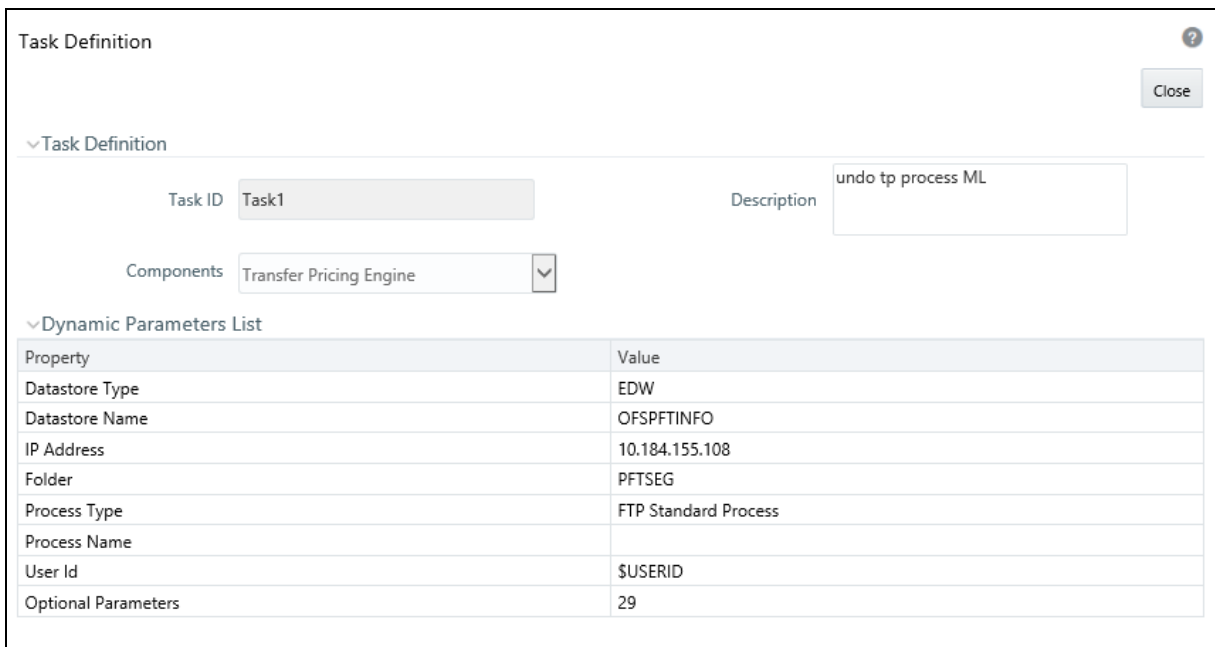 Task Definition
?
Close
Task Definition
Task ID Task1 Description undo tp process ML
Components Transfer Pricing Engine
Dynamic Parameters List
Property Value
Datastore Type EDW
Datastore Name OFSPFTINFO
IP Address 10.184.155.108
Folder PFTSEG
Process Type FTP Standard Process
Process Name
User Id $USERID
Optional Parameters 29